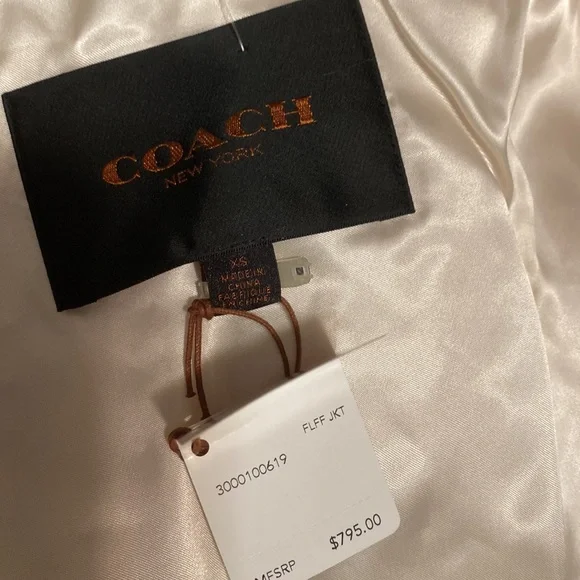 COACH
NEW YORK
XS
MADE IN
CHINA
FABRIQUE
EN CHINE
FLFF JKT
3000100619
$795.00
MFSRP